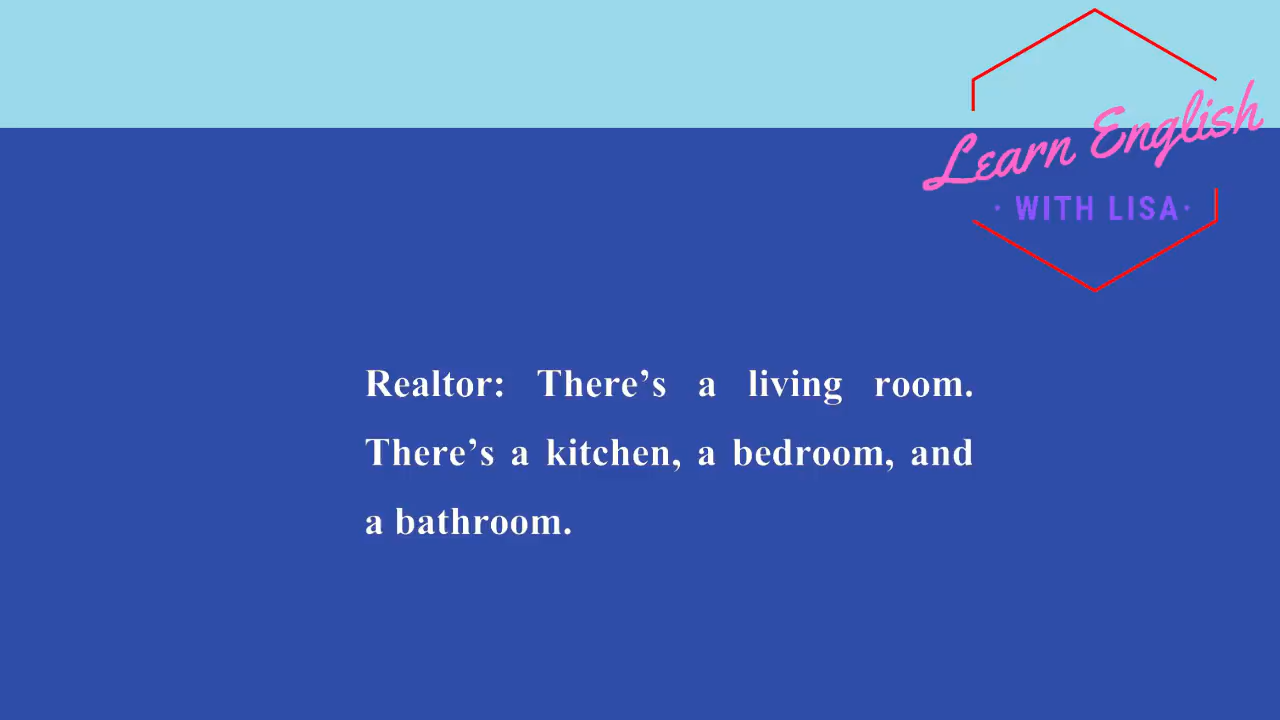 Learn English
· WITH LISA ·
Realtor: There’s a living room.
There’s a kitchen, a bedroom, and
a bathroom.